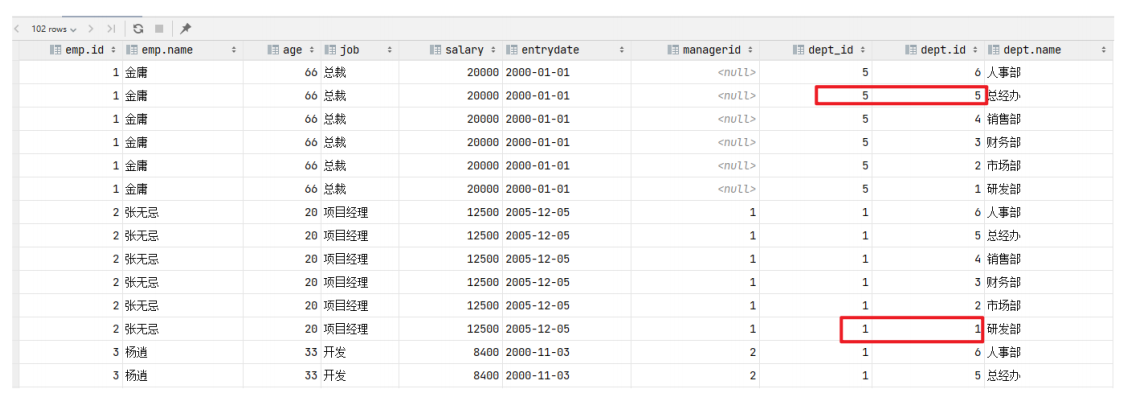 102 rows
emp.id emp.name age job salary entrydate managerid dept_id dept.id dept.name
1 金庸 66 总裁 20000 2000-01-01 <null> 5 6 人事部
1 金庸 66 总裁 20000 2000-01-01 <null> 5 5 总经办
1 金庸 66 总裁 20000 2000-01-01 <null> 5 4 销售部
1 金庸 66 总裁 20000 2000-01-01 <null> 5 3 财务部
1 金庸 66 总裁 20000 2000-01-01 <null> 5 2 市场部
1 金庸 66 总裁 20000 2000-01-01 <null> 5 1 研发部
2 张无忌 20 项目经理 12500 2005-12-05 1 1 6 人事部
2 张无忌 20 项目经理 12500 2005-12-05 1 1 5 总经办
2 张无忌 20 项目经理 12500 2005-12-05 1 1 4 销售部
2 张无忌 20 项目经理 12500 2005-12-05 1 1 3 财务部
2 张无忌 20 项目经理 12500 2005-12-05 1 1 2 市场部
2 张无忌 20 项目经理 12500 2005-12-05 1 1 1 研发部
3 杨逍 33 开发 8400 2000-11-03 2 1 6 人事部
3 杨逍 33 开发 8400 2000-11-03 2 1 5 总经办